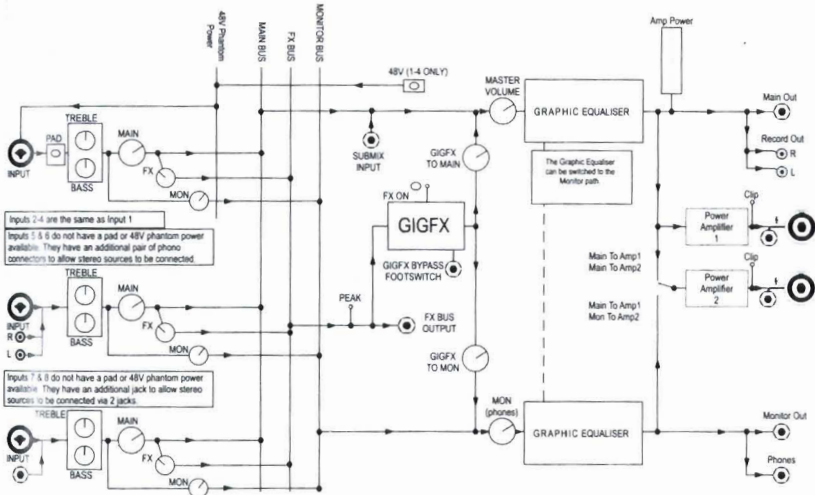 48V Phantom
Power
MAIN BUS
FX BUS
MONITOR BUS
Amp Power
48V (1-4 ONLY)
MASTER
VOLUME
GRAPHIC EQUALISER
Main Out
Record Out
R
L
TREBLE
PAD
MAIN
INPUT
FX
BASS
MON
SUBMIX
INPUT
GIGFX
TO MAIN
The Graphic Equaliser
can be switched to the
Monitor path.
FX ON
GIGFX
GIGFX BYPASS
FOOTSWITCH
Clip
Power
Amplifier
1
Inputs 2-4 are the same as Input 1
Inputs 5 & 6 do not have a pad or 48V phantom power
available. They have an additional pair of phono
connectors to allow stereo sources to be connected.
Main To Amp1
Main To Amp2
Clip
Power
Amplifier
2
Main To Amp1
Mon To Amp2
TREBLE
MAIN
INPUT
R
L
FX
BASS
MON
PEAK
FX BUS
OUTPUT
GIGFX
TO MON
Inputs 7 & 8 do not have a pad or 48V phantom power
available. They have an additional jack to allow stereo
sources to be connected via 2 jacks.
TREBLE
MAIN
INPUT
FX
BASS
MON
MON
(phones)
GRAPHIC EQUALISER
Monitor Out
Phones